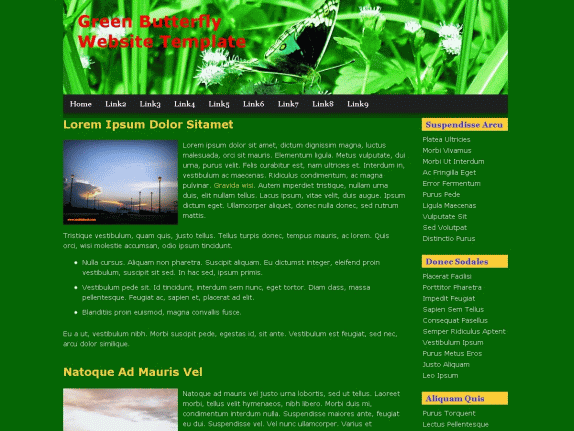 Green Butterfly
Website Template
Home Link2 Link3 Link4 Link5 Link6 Link7 Link8 Link9
Lorem Ipsum Dolor Sitamet
Lorem ipsum dolor sit amet, dictum dignissim magna, luctus
malesuada, orci sit mauris. Elementum ligula. Metus vulputate, dui
urna, purus velit. Felis curabitur est, nam ultricies et. Interdum in,
vestibulum ac maecenas. Ridiculus condimentum, ac magna
pulvinar. Gravida wisi. Autem imperdiet tristique, nullam urna
duis, elit nullam tellus. Lacus ipsum, vitae velit, duis augue. Ipsum
dictum eget. Ullamcorper aliquet, donec nulla donec, sed rutrum
mattis.
Tristique vestibulum, quam quis, justo tellus. Tellus turpis donec, tempus mauris, ac lorem. Quis
orci, wisi molestie accumsan, odio ipsum tincidunt.
Nulla cursus. Aliquam non pharetra. Suscipit aliquam. Eu dictumst integer, eleifend proin
vestibulum, suscipit sit sed. In hac sed, ipsum primis.
Vestibulum pede sit. Id tincidunt, interdum sem nunc, eget tortor. Diam class, massa
pellentesque. Feugiat ac, sapien et, placerat ad elit.
Blanditiis proin euismod, magna convallis fusce.
Eu a ut, vestibulum nibh. Morbi suscipit pede, egestas id, sit ante. Vestibulum est feugiat, sed nec,
arcu dolor similique.
Natoque Ad Mauris Vel
Natoque ad mauris vel justo urna lobortis, sed ut tellus. Laoreet
morbi, tellus velit hymenaeos, nibh libero. Morbi duis mi,
condimentum interdum nulla. Suspendisse maiores ante, feugiat
eu dui. Suspendisse vel. Vel nunc ullamcorper. Varius et
Suspendisse Arcu
Platea Ultricies
Morbi Vivamus
Morbi Ut Interdum
Ac Fringilla Eget
Error Fermentum
Purus Pede
Ligula Maecenas
Vulputate Sit
Sed Volutpat
Distinctio Purus
Donec Sodales
Placerat Facilisi
Porttitor Pharetra
Impedit Feugiat
Sapien Sem Tellus
Consequat Pasellus
Semper Ridiculus Aptent
Vestibulum Ipsum
Purus Metus Eros
Justo Aliquam
Leo Ipsum
Aliquam Quis
Purus Torquent
Lectus Pellentesque